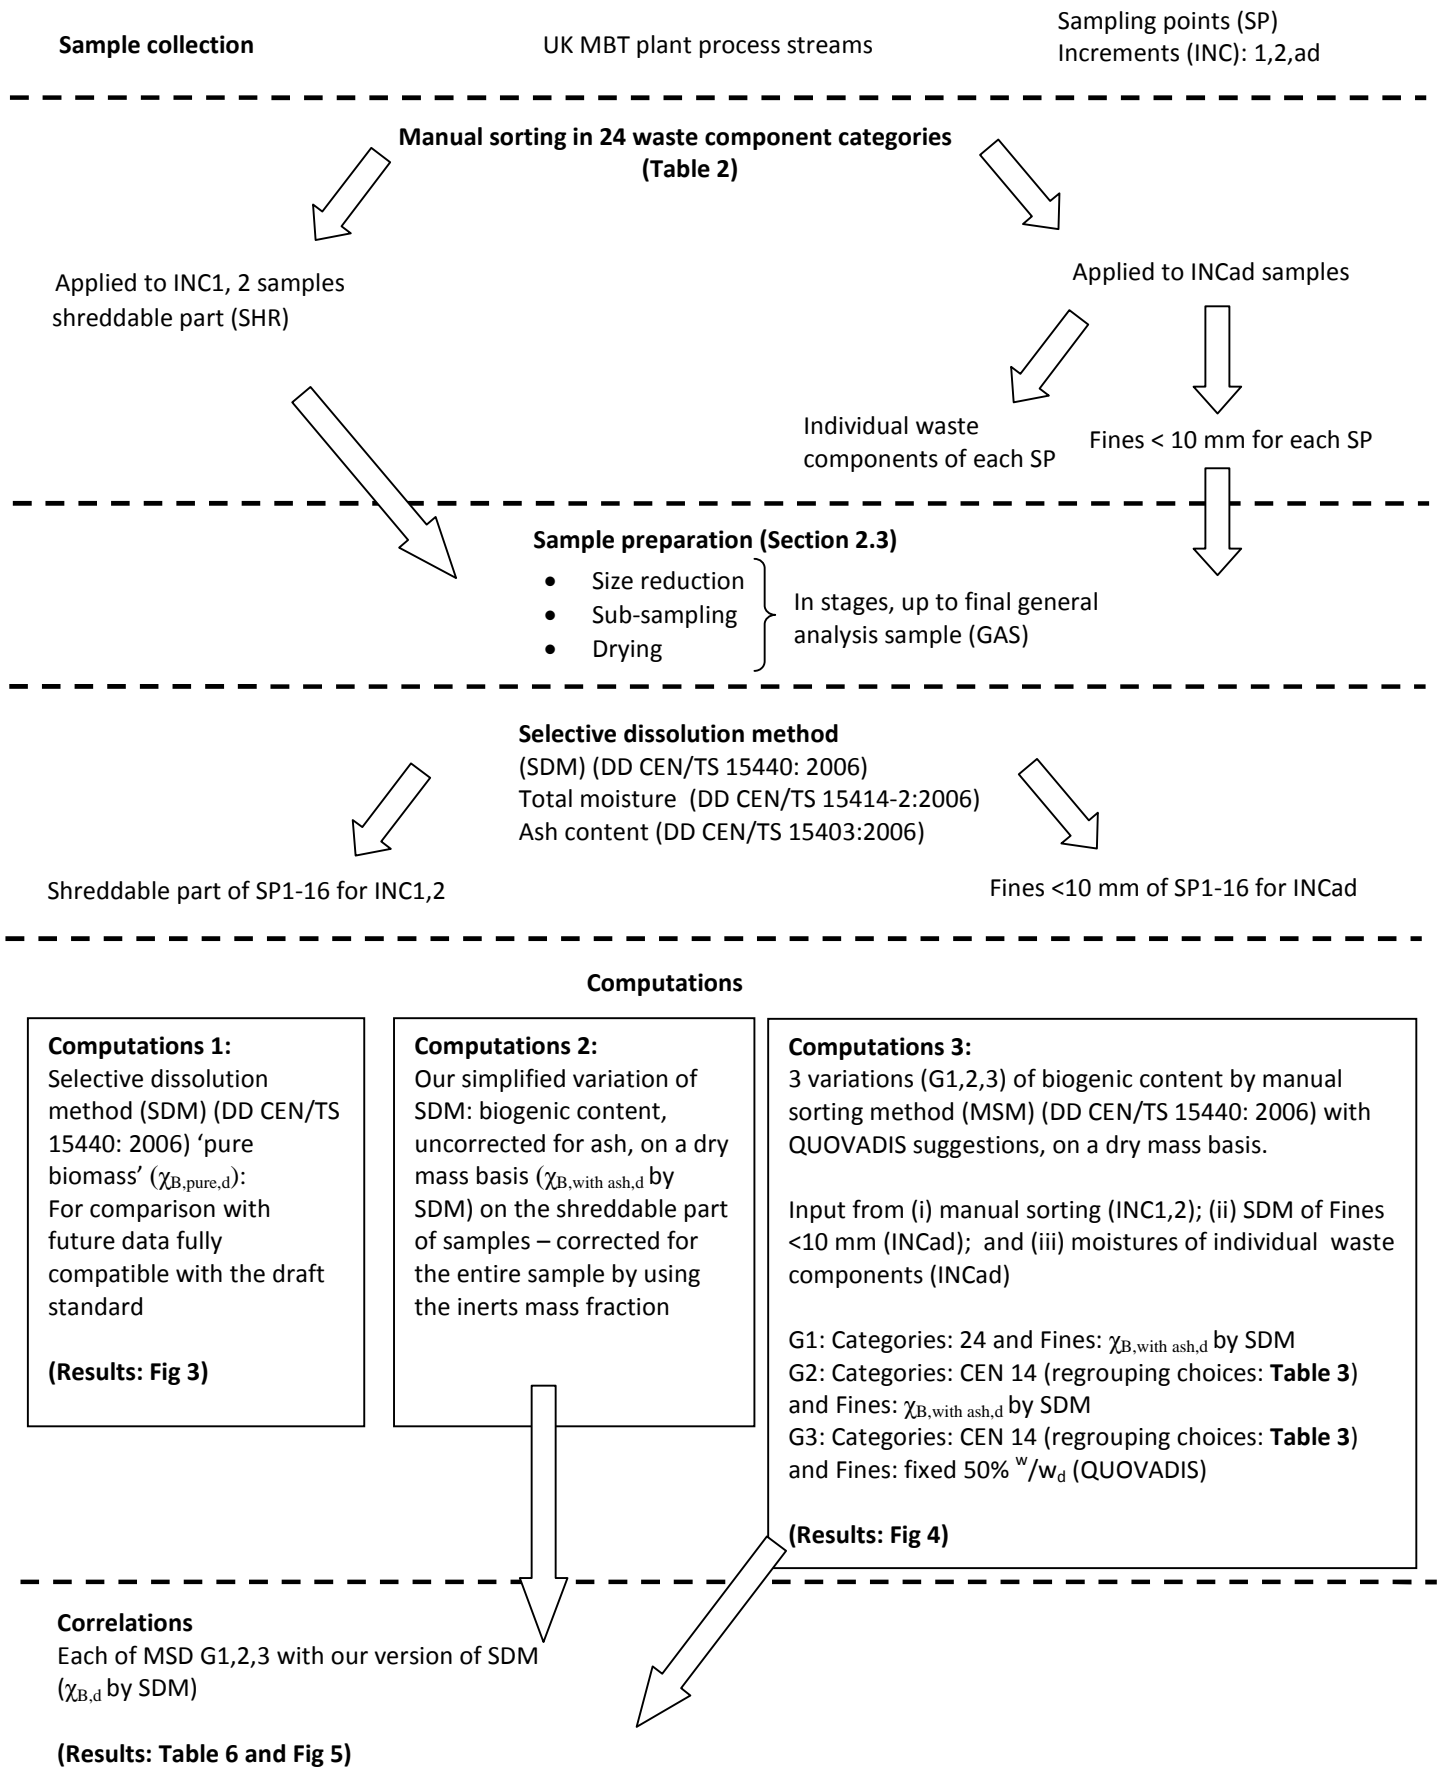 Sample collection
UK MBT plant process streams
Sampling points (SP)
Increments (INC): 1,2,ad
Manual sorting in 24 waste component categories
(Table 2)
Applied to INC1, 2 samples
shreddable part (SHR)
Applied to INCad samples
Individual waste
components of each SP
Fines < 10 mm for each SP
Sample preparation (Section 2.3)
• Size reduction
• Sub-sampling
• Drying
In stages, up to final general
analysis sample (GAS)
Selective dissolution method
(SDM) (DD CEN/TS 15440: 2006)
Total moisture (DD CEN/TS 15414-2:2006)
Ash content (DD CEN/TS 15403:2006)
Shreddable part of SP1-16 for INC1,2
Fines <10 mm of SP1-16 for INCad
Computations
Computations 1:
Selective dissolution
method (SDM) (DD CEN/TS
15440: 2006) ‘pure
biomass’ (χB,pure,d):
For comparison with
future data fully
compatible with the draft
standard
(Results: Fig 3)
Computations 2:
Our simplified variation of
SDM: biogenic content,
uncorrected for ash, on a dry
mass basis (χB,with ash,d by
SDM) on the shreddable part
of samples – corrected for
the entire sample by using
the inerts mass fraction
Computations 3:
3 variations (G1,2,3) of biogenic content by manual
sorting method (MSM) (DD CEN/TS 15440: 2006) with
QUOVADIS suggestions, on a dry mass basis.
Input from (i) manual sorting (INC1,2); (ii) SDM of Fines
<10 mm (INCad); and (iii) moistures of individual waste
components (INCad)
G1: Categories: 24 and Fines: χB,with ash,d by SDM
G2: Categories: CEN 14 (regrouping choices: Table 3)
and Fines: χB,with ash,d by SDM
G3: Categories: CEN 14 (regrouping choices: Table 3)
and Fines: fixed 50% w/wd (QUOVADIS)
(Results: Fig 4)
Correlations
Each of MSD G1,2,3 with our version of SDM
(χB,d by SDM)
(Results: Table 6 and Fig 5)